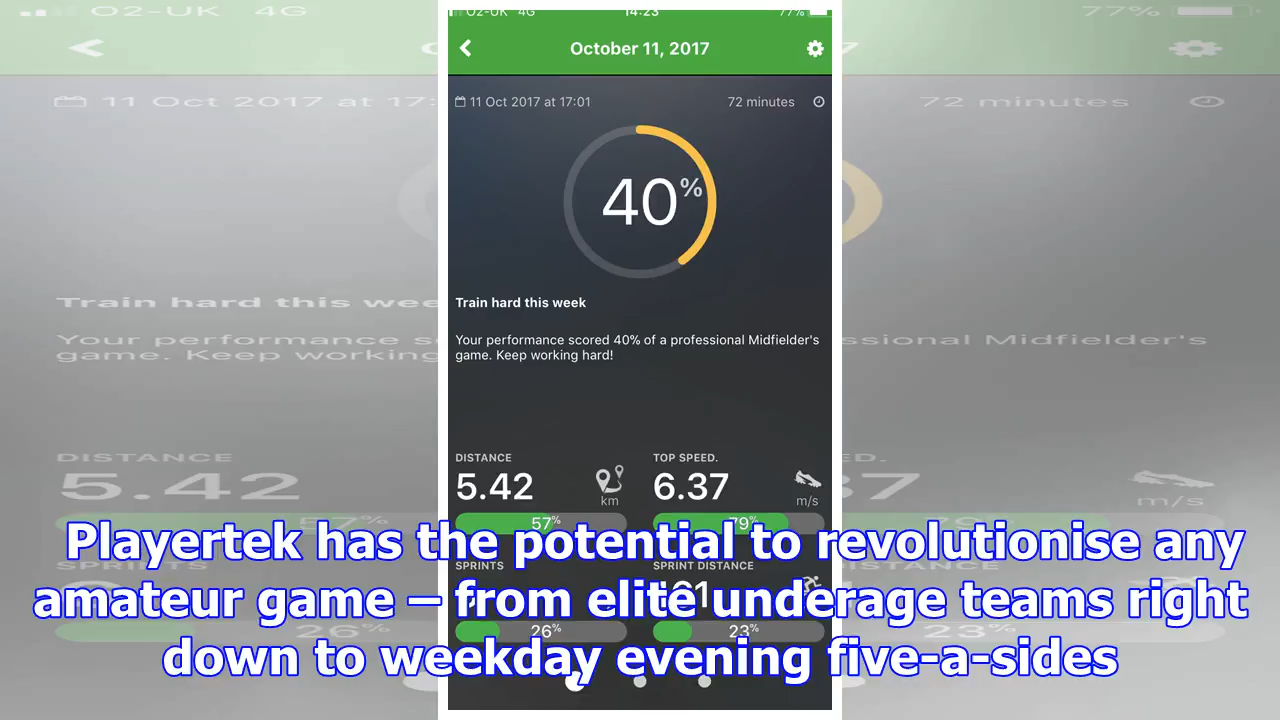 O2-UK 4G 14:23 77%
October 11, 2017
11 Oct 2017 at 17:01 72 minutes
40%
Train hard this week
Your performance scored 40% of a professional Midfielder's
game. Keep working hard!
DISTANCE TOP SPEED.
5.42 km 6.37 m/s
57% 79%
SPRINTS SPRINT DISTANCE
26% 23%
Playertek has the potential to revolutionise any
amateur game – from elite underage teams right
down to weekday evening five-a-sides